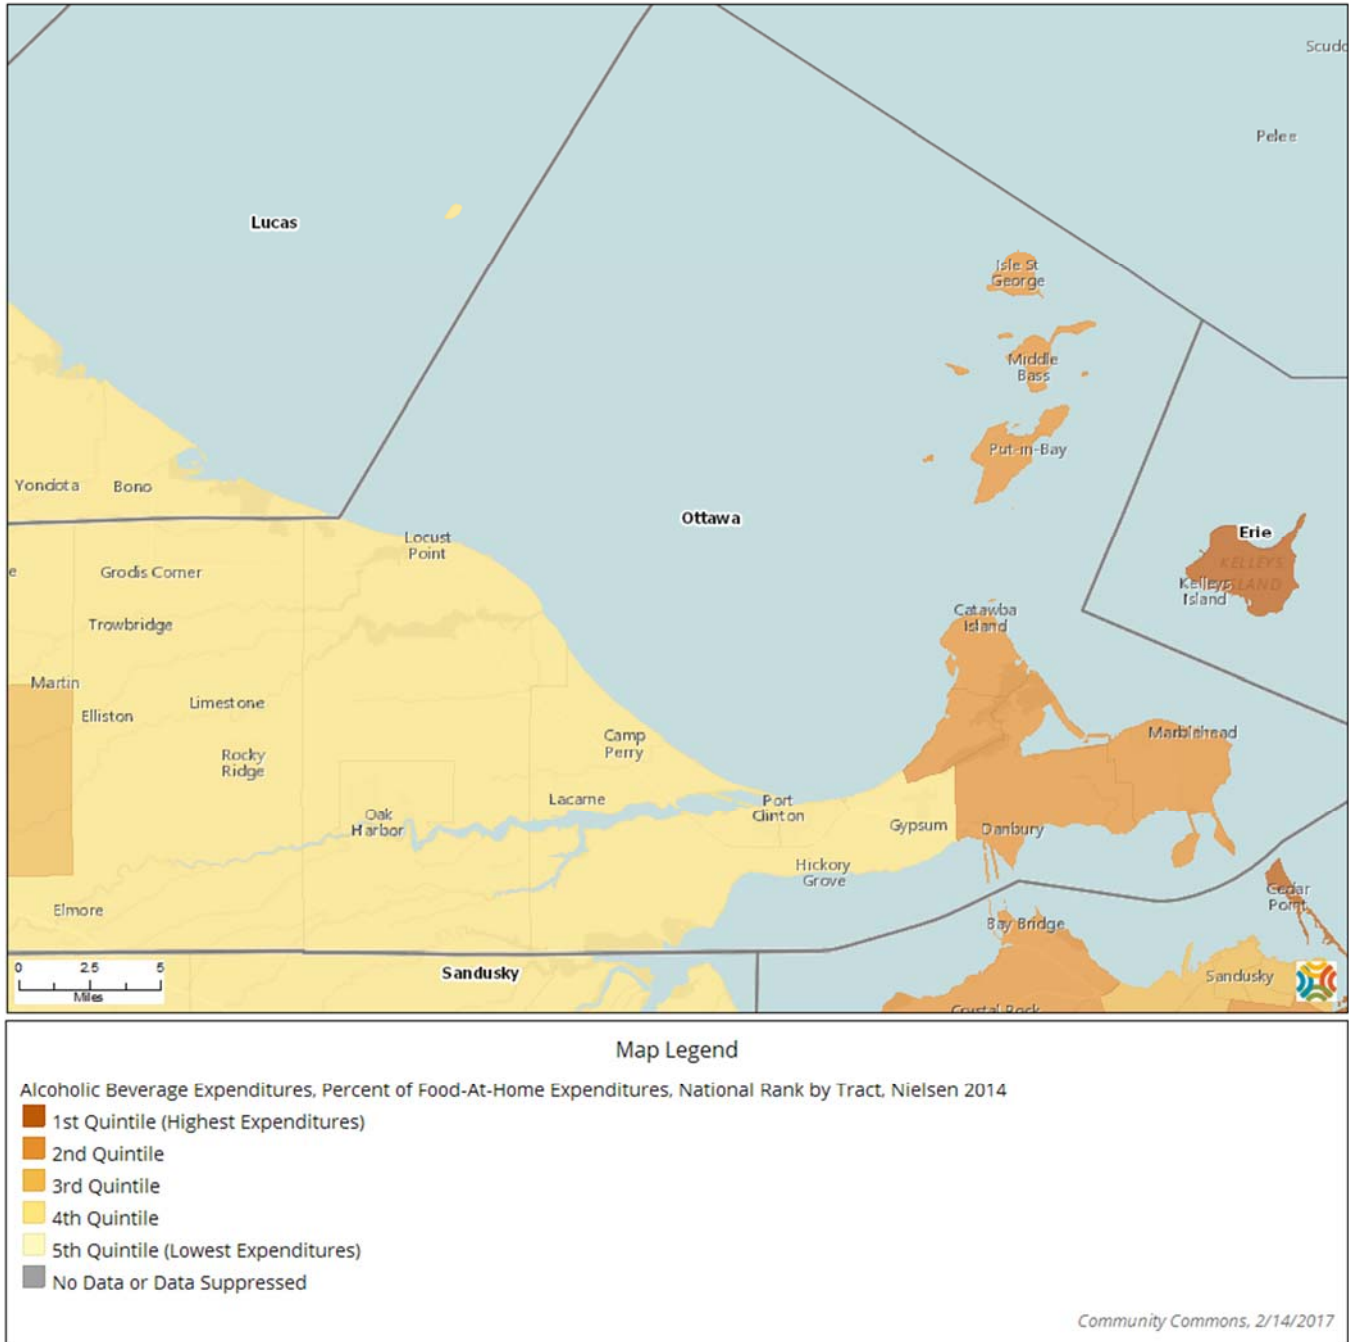 Scudd
Pelee
Lucas
Isle St
George
Middle
Bass
Put-in-Bay
Yondota
Bono
Ottawa
Erie
Locust
Point
KELLEYS
ISLAND
Kelleys
Island
e
Grodis Corner
Trowbridge
Catawba
Island
Martin
Elliston
Limestone
Rocky
Ridge
Camp
Perry
Marblehead
Lacarne
Port
Clinton
Oak
Harbor
Gypsum
Danbury
Hickory
Grove
Elmore
Cedar
Point
Bay Bridge
Sandusky
Sandusky
0 2.5 5
Miles
Crystal Rock
Map Legend
Alcoholic Beverage Expenditures, Percent of Food-At-Home Expenditures, National Rank by Tract, Nielsen 2014
1st Quintile (Highest Expenditures)
2nd Quintile
3rd Quintile
4th Quintile
5th Quintile (Lowest Expenditures)
No Data or Data Suppressed
Community Commons, 2/14/2017